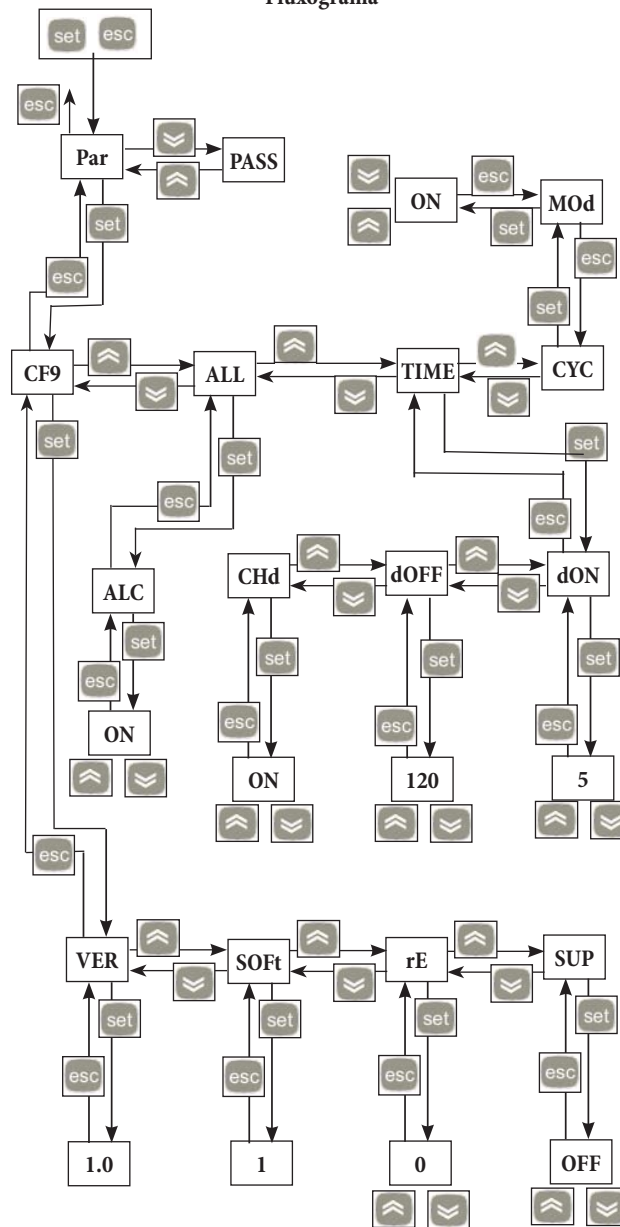 Fluxograma
set esc
esc
Par PASS
set
esc
ON esc MOd
set
esc
set
CF9 ALL TIME CYC
set
set
esc
set
esc
ALC CHd dOFF dON
set
esc
set
esc
set
esc
set
esc
ON
ON 120 5
esc
VER SOFt rE SUP
set
esc
set
esc
set
esc
set
esc
1.0 1 0 OFF